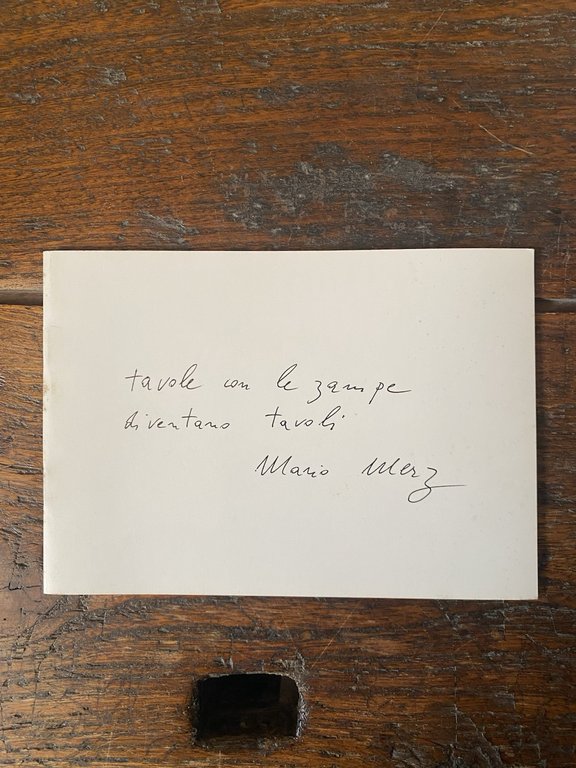 tavole con le zampe
diventano tavoli
Mario Merz